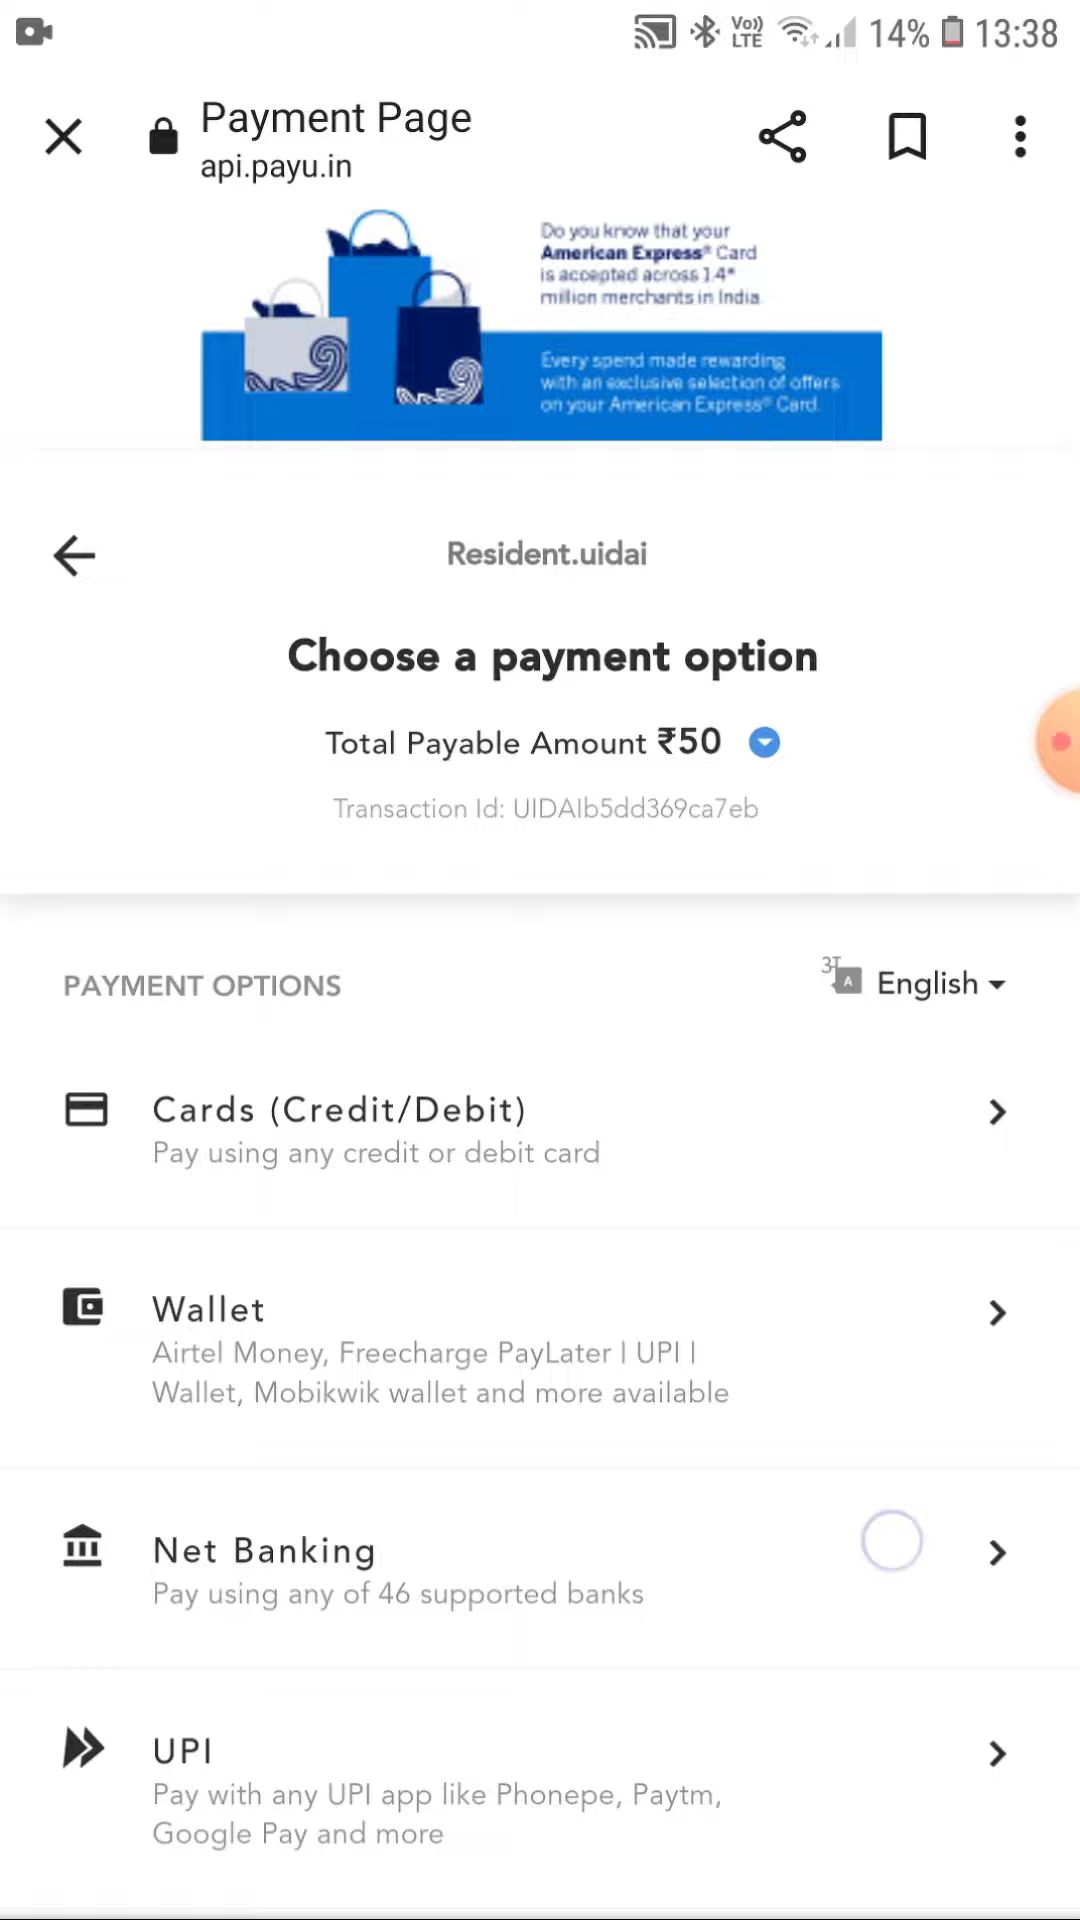 Vo))
LTE
14%
13:38
Payment Page
api.payu.in
Do you know that your
American Express® Card
is accepted across 1.4*
million merchants in India
Every spend made rewarding
with an exclusive selection of offers
on your American Express® Card.
Resident.uidai
Choose a payment option
Total Payable Amount ₹50
Transaction Id: UIDAIb5dd369ca7eb
PAYMENT OPTIONS
अ A English
Cards (Credit/Debit)
Pay using any credit or debit card
Wallet
Airtel Money, Freecharge PayLater | UPI |
Wallet, Mobikwik wallet and more available
Net Banking
Pay using any of 46 supported banks
UPI
Pay with any UPI app like Phonepe, Paytm,
Google Pay and more